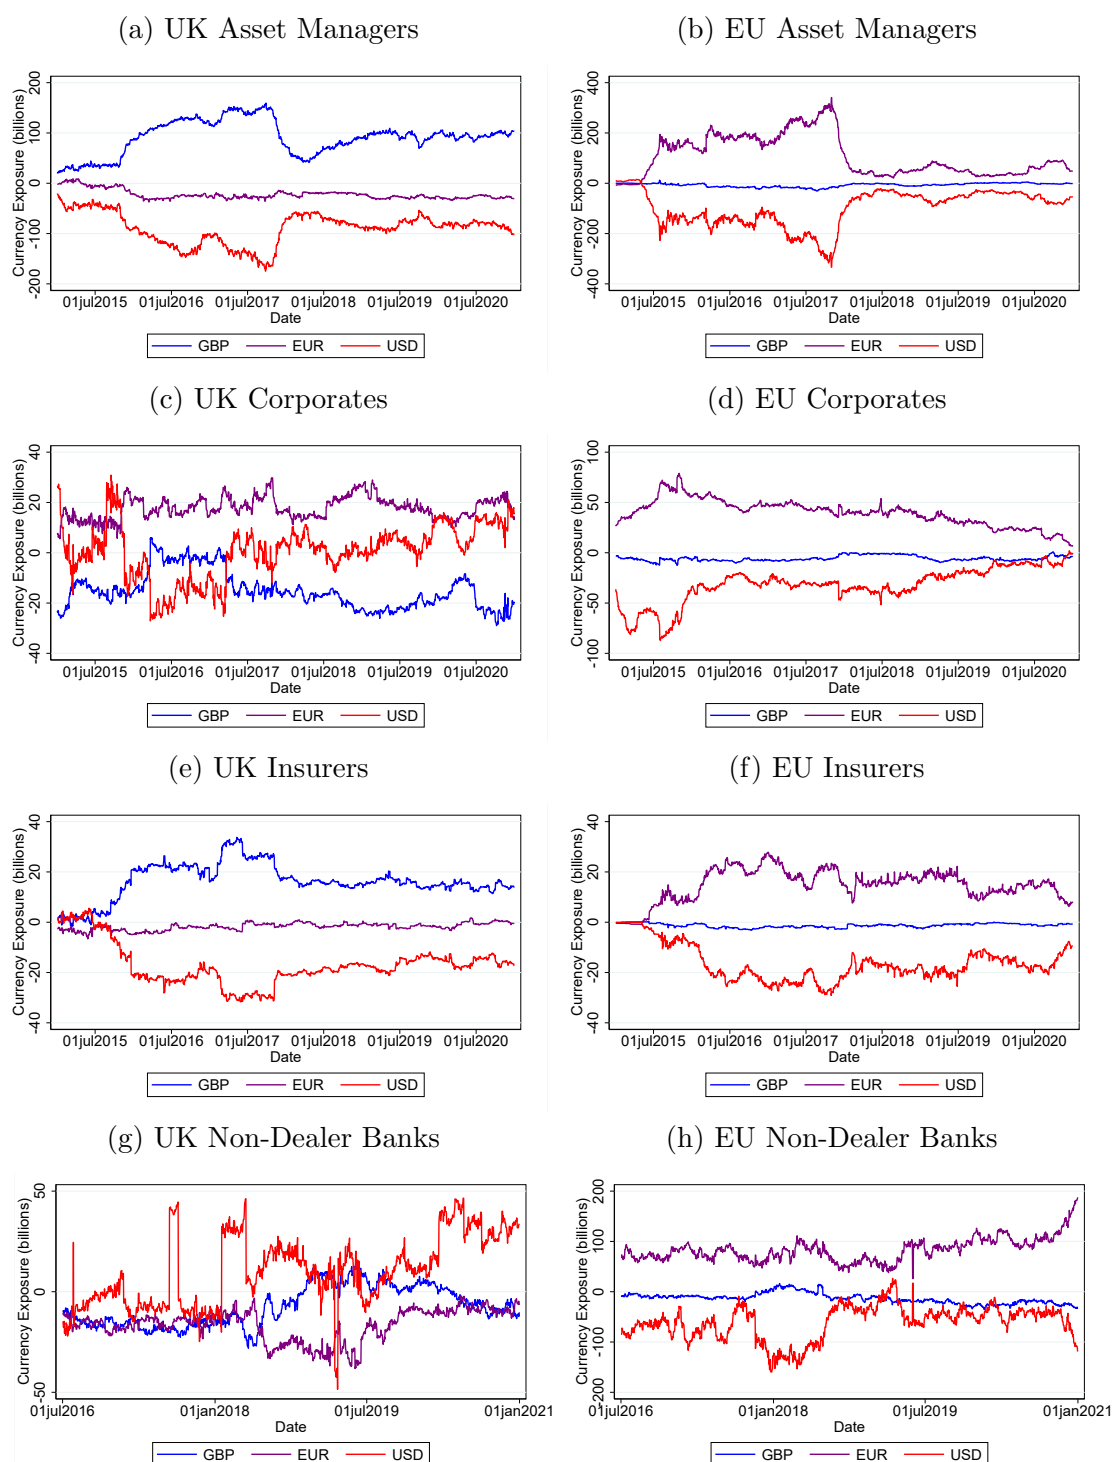 (a) UK Asset Managers
(b) EU Asset Managers
Currency Exposure (billions)
200
100
0
-100
-200
01jul2015 01jul2016 01jul2017 01jul2018 01jul2019 01jul2020
Date
GBP EUR USD
Currency Exposure (billions)
400
200
0
-200
-400
01jul2015 01jul2016 01jul2017 01jul2018 01jul2019 01jul2020
Date
GBP EUR USD
(c) UK Corporates
(d) EU Corporates
Currency Exposure (billions)
40
20
0
-20
-40
01jul2015 01jul2016 01jul2017 01jul2018 01jul2019 01jul2020
Date
GBP EUR USD
Currency Exposure (billions)
100
50
0
-50
-100
01jul2015 01jul2016 01jul2017 01jul2018 01jul2019 01jul2020
Date
GBP EUR USD
(e) UK Insurers
(f) EU Insurers
Currency Exposure (billions)
40
20
0
-20
-40
01jul2015 01jul2016 01jul2017 01jul2018 01jul2019 01jul2020
Date
GBP EUR USD
Currency Exposure (billions)
40
20
0
-20
-40
01jul2015 01jul2016 01jul2017 01jul2018 01jul2019 01jul2020
Date
GBP EUR USD
(g) UK Non-Dealer Banks
(h) EU Non-Dealer Banks
Currency Exposure (billions)
50
0
-50
01jul2016 01jan2018 01jul2019 01jan2021
Date
GBP EUR USD
Currency Exposure (billions)
200
100
0
-100
-200
01jul2016 01jan2018 01jul2019 01jan2021
Date
GBP EUR USD